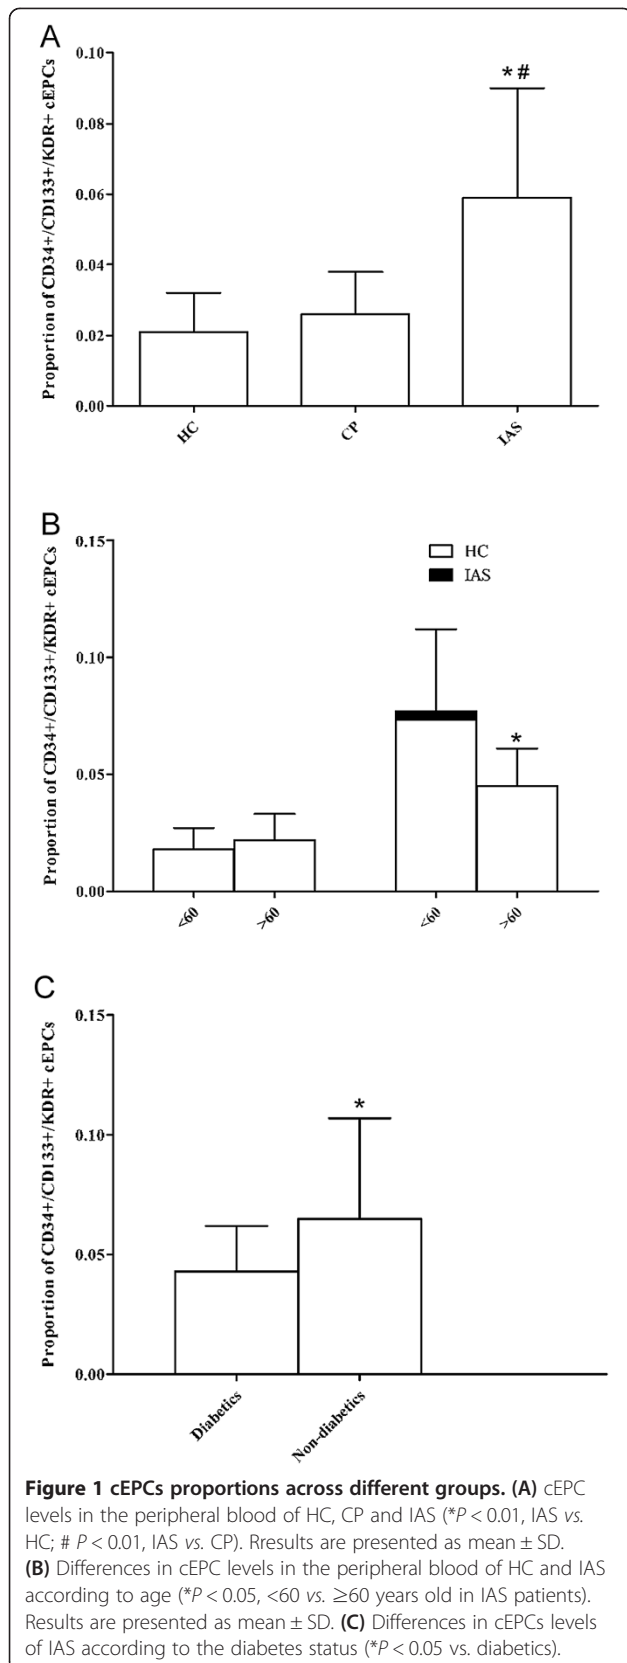 A
Proportion of CD34+/CD133+/KDR+ cEPCs
0.10
0.08
0.06
0.04
0.02
0.00
* #
HC
CP
IAS
B
Proportion of CD34+/CD133+/KDR+ cEPCs
0.15
0.10
0.05
0.00
HC
IAS
*
<60
>60
<60
>60
C
Proportion of CD34+/CD133+/KDR+ cEPCs
0.15
0.10
0.05
0.00
*
Diabetics
Non-diabetics
Figure 1 cEPCs proportions across different groups. (A) cEPC
levels in the peripheral blood of HC, CP and IAS (*P < 0.01, IAS vs.
HC; # P < 0.01, IAS vs. CP). Rresults are presented as mean ± SD.
(B) Differences in cEPC levels in the peripheral blood of HC and IAS
according to age (*P < 0.05, <60 vs. ≥60 years old in IAS patients).
Results are presented as mean ± SD. (C) Differences in cEPCs levels
of IAS according to the diabetes status (*P < 0.05 vs. diabetics).